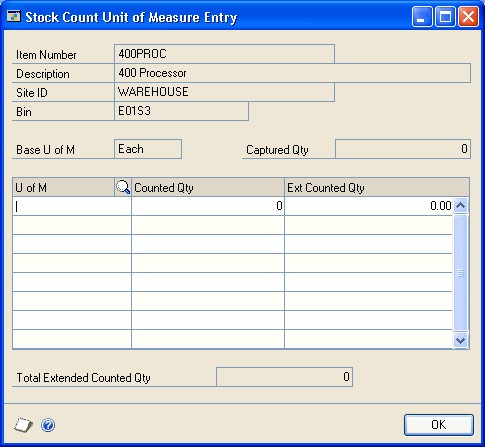 Stock Count Unit of Measure Entry
Item Number 400PROC
Description 400 Processor
Site ID WAREHOUSE
Bin E01S3
Base U of M Each Captured Qty 0
U of M Counted Qty Ext Counted Qty
0 0.00
Total Extended Counted Qty 0
OK